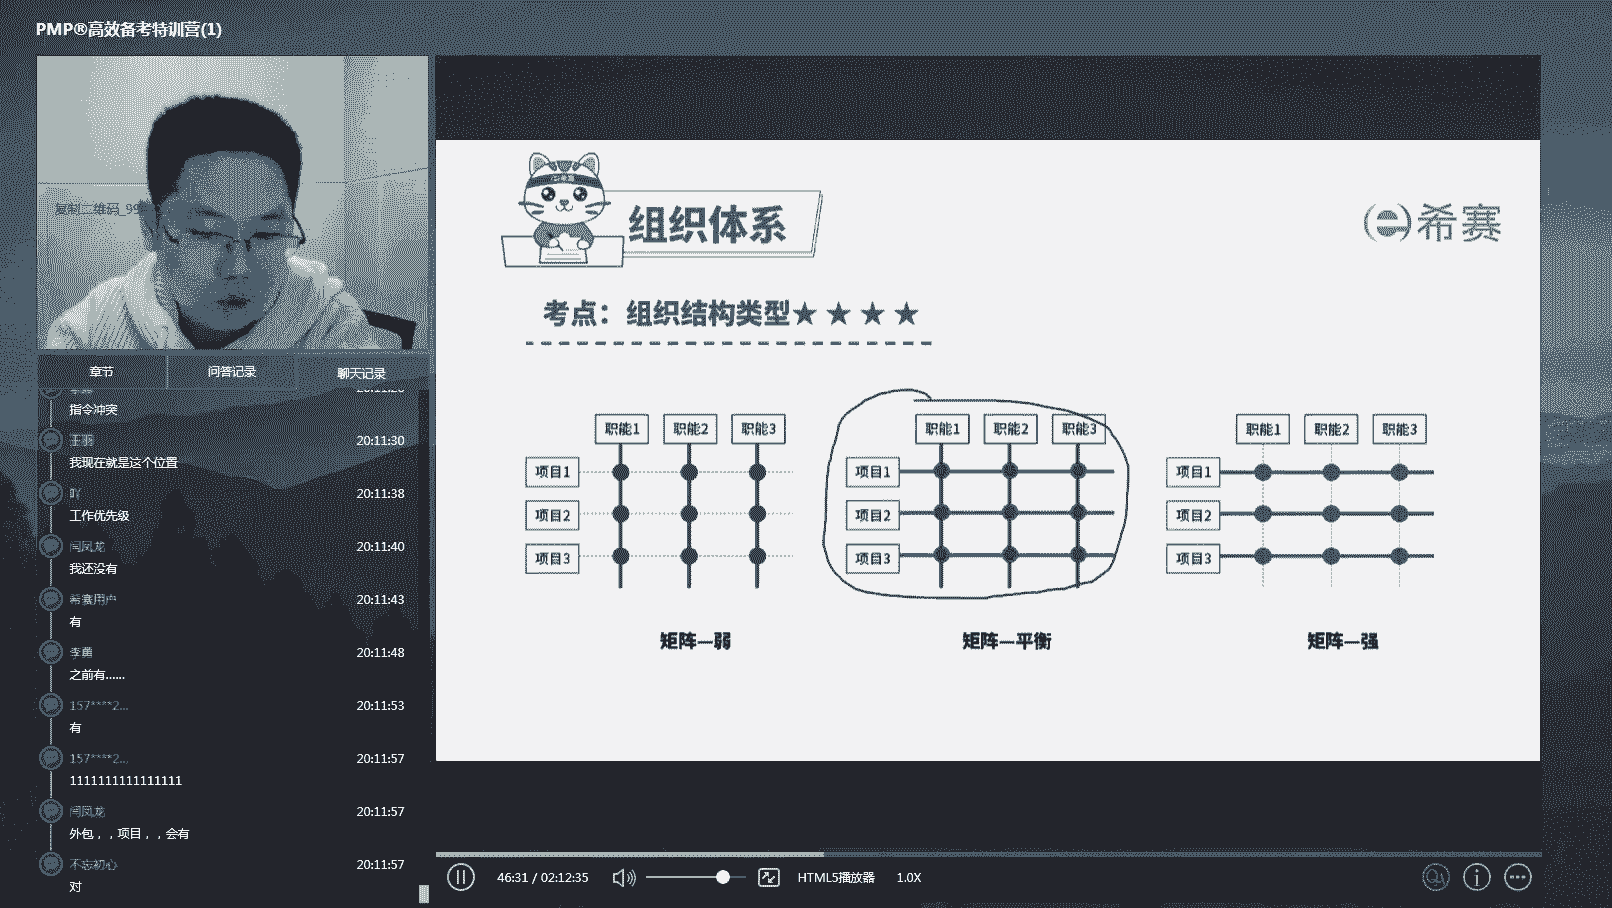 PMP®高效备考特训营(1)
复制二维码_99
章节
问答记录
聊天记录
指令冲突
王羽
20:11:30
我现在就是这个位置
吖
20:11:38
工作优先级
闫凤龙
20:11:40
我还没有
希赛用户
20:11:43
有
李菌
20:11:48
之前有......
157****2...
20:11:53
有
157****2...
20:11:57
1111111111111111
闫凤龙
20:11:57
外包，，项目，，会有
不忘初心
20:11:57
对
组织体系
希赛
考点：组织结构类型★★★★
职能1 职能2 职能3
项目1
项目2
项目3
矩阵—弱
职能1 职能2 职能3
项目1
项目2
项目3
矩阵—平衡
职能1 职能2 职能3
项目1
项目2
项目3
矩阵—强
46:31 / 02:12:35
HTML5播放器
1.0X